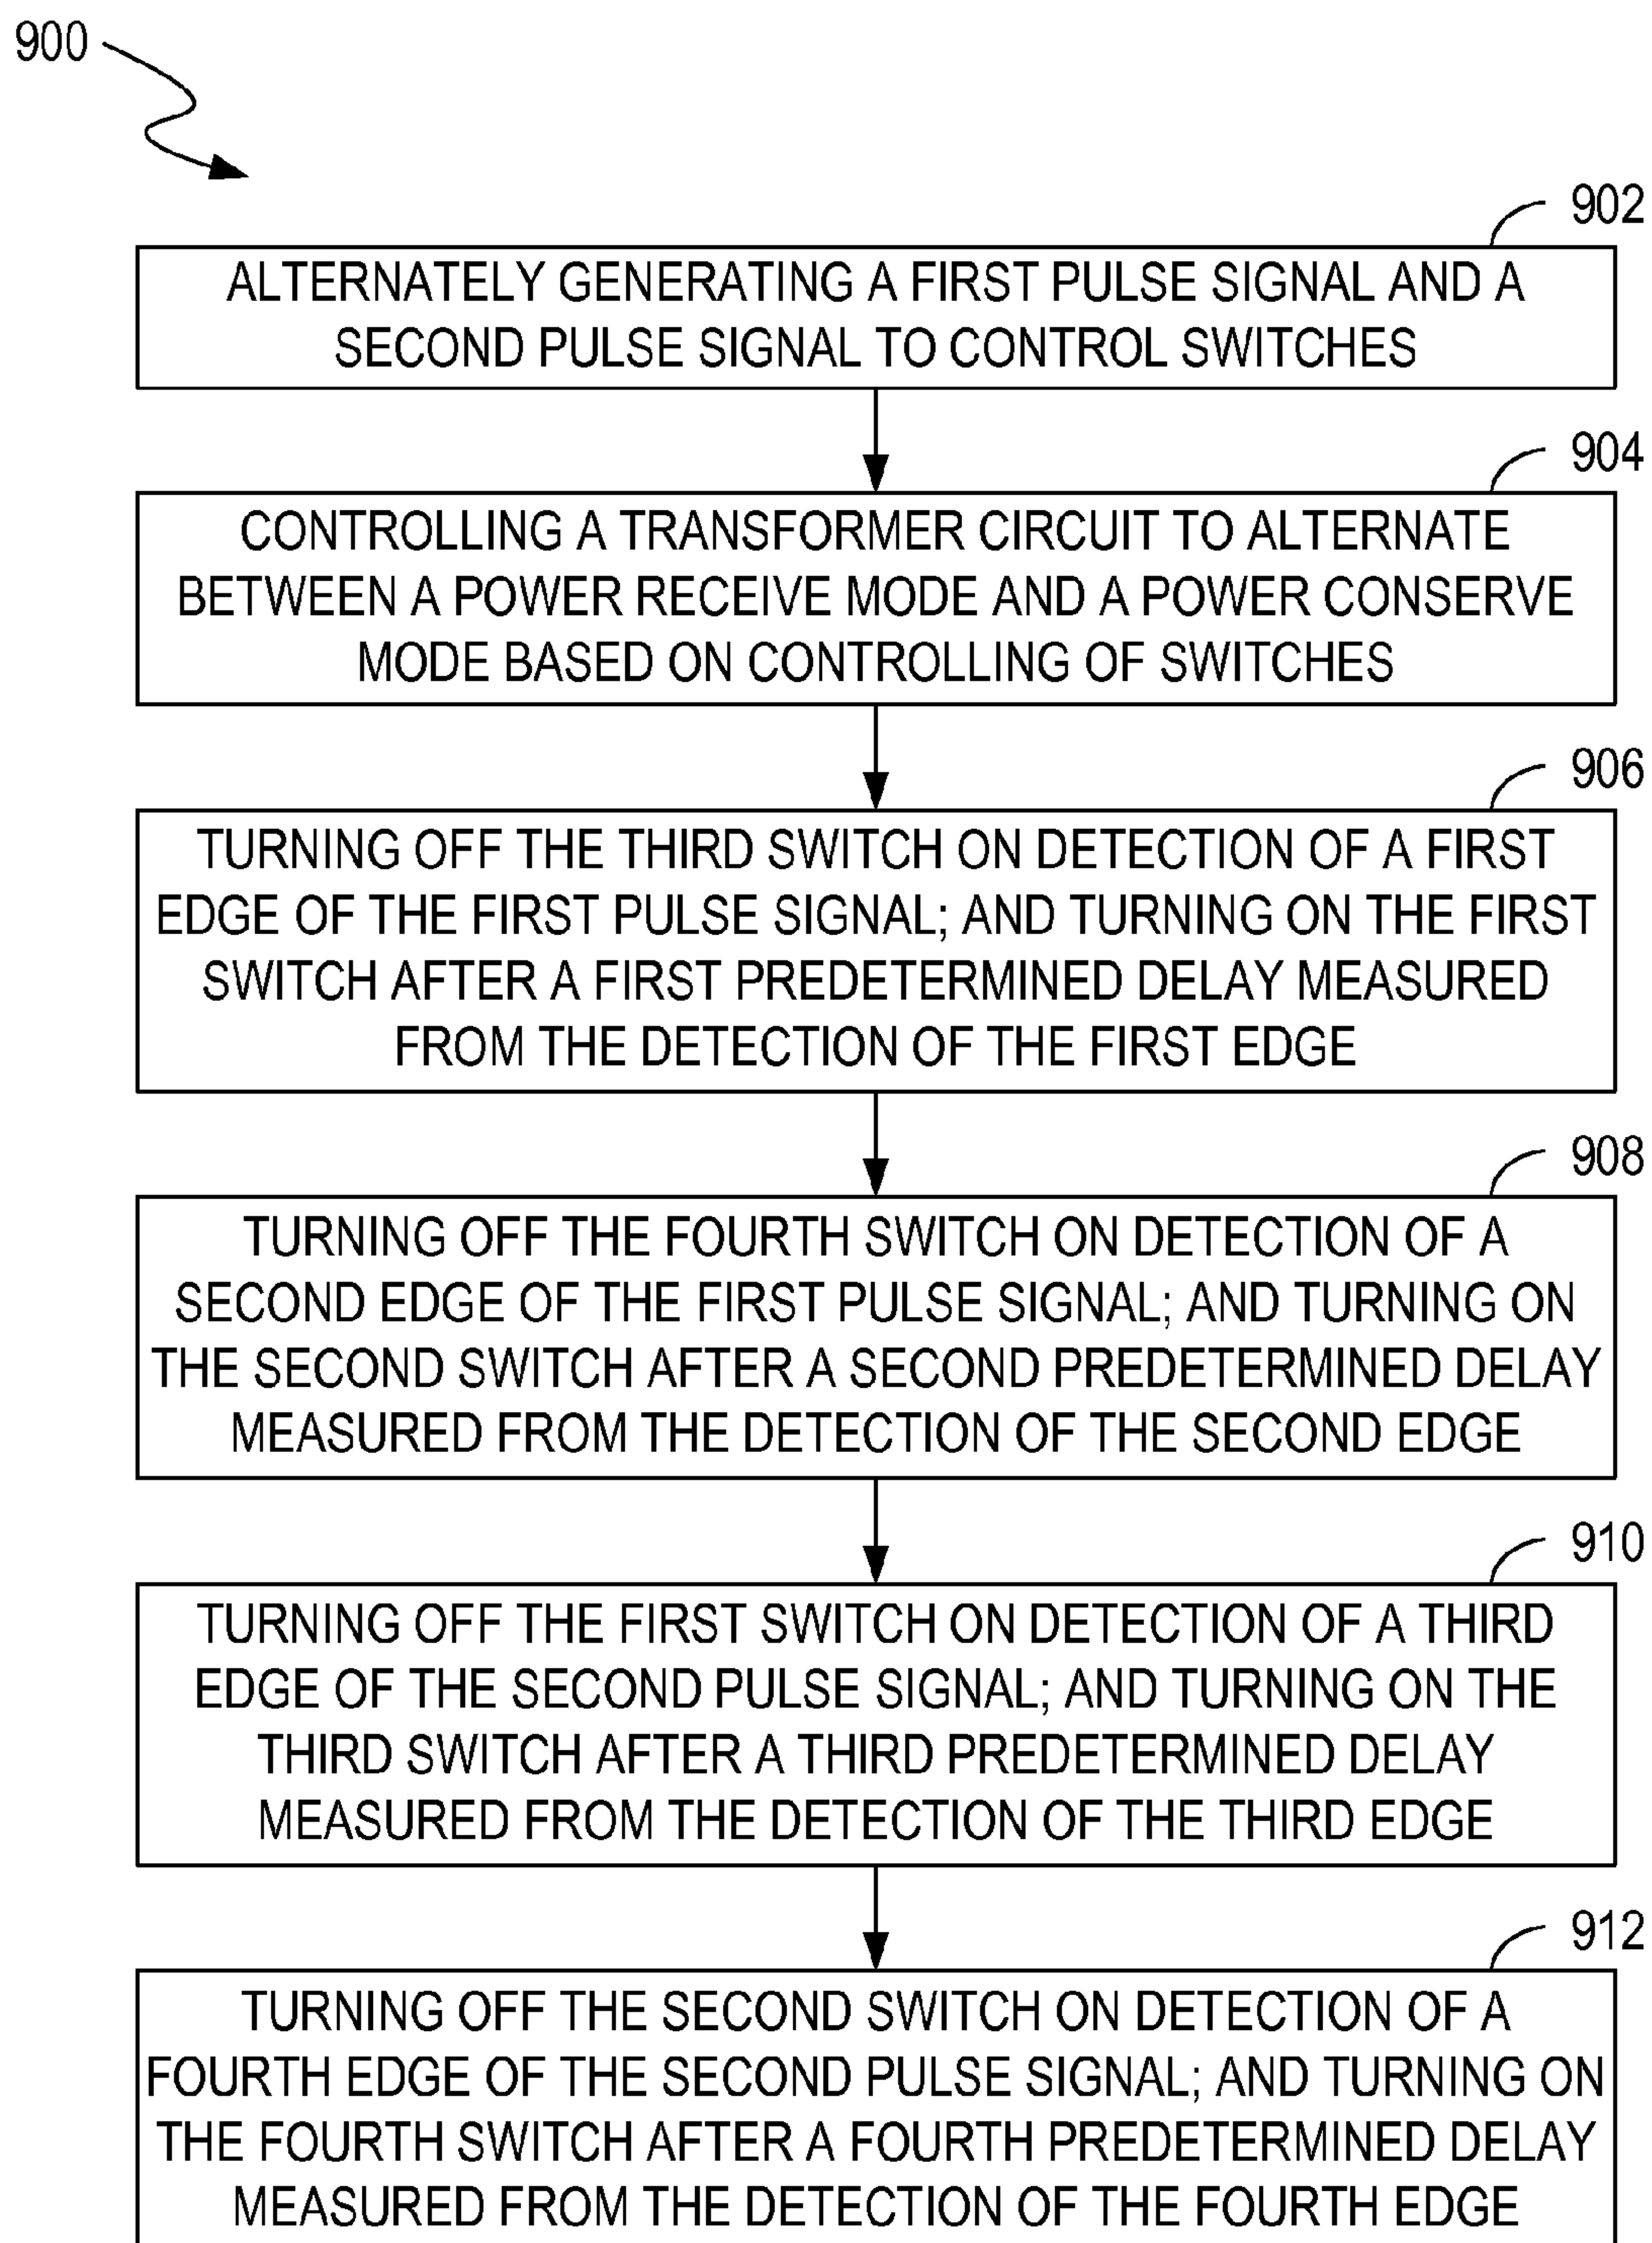 900
902
ALTERNATELY GENERATING A FIRST PULSE SIGNAL AND A
SECOND PULSE SIGNAL TO CONTROL SWITCHES
904
CONTROLLING A TRANSFORMER CIRCUIT TO ALTERNATE
BETWEEN A POWER RECEIVE MODE AND A POWER CONSERVE
MODE BASED ON CONTROLLING OF SWITCHES
906
TURNING OFF THE THIRD SWITCH ON DETECTION OF A FIRST
EDGE OF THE FIRST PULSE SIGNAL; AND TURNING ON THE FIRST
SWITCH AFTER A FIRST PREDETERMINED DELAY MEASURED
FROM THE DETECTION OF THE FIRST EDGE
908
TURNING OFF THE FOURTH SWITCH ON DETECTION OF A
SECOND EDGE OF THE FIRST PULSE SIGNAL; AND TURNING ON
THE SECOND SWITCH AFTER A SECOND PREDETERMINED DELAY
MEASURED FROM THE DETECTION OF THE SECOND EDGE
910
TURNING OFF THE FIRST SWITCH ON DETECTION OF A THIRD
EDGE OF THE SECOND PULSE SIGNAL; AND TURNING ON THE
THIRD SWITCH AFTER A THIRD PREDETERMINED DELAY
MEASURED FROM THE DETECTION OF THE THIRD EDGE
912
TURNING OFF THE SECOND SWITCH ON DETECTION OF A
FOURTH EDGE OF THE SECOND PULSE SIGNAL; AND TURNING ON
THE FOURTH SWITCH AFTER A FOURTH PREDETERMINED DELAY
MEASURED FROM THE DETECTION OF THE FOURTH EDGE